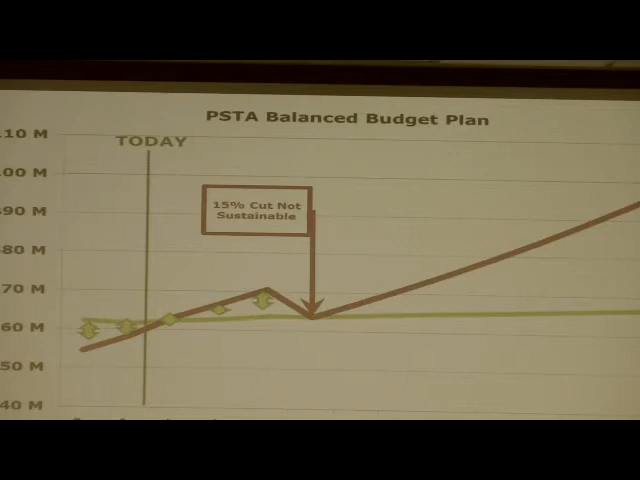 PSTA Balanced Budget Plan
TODAY
15% Cut Not
Sustainable
10 M
00 M
90 M
80 M
70 M
60 M
50 M
40 M